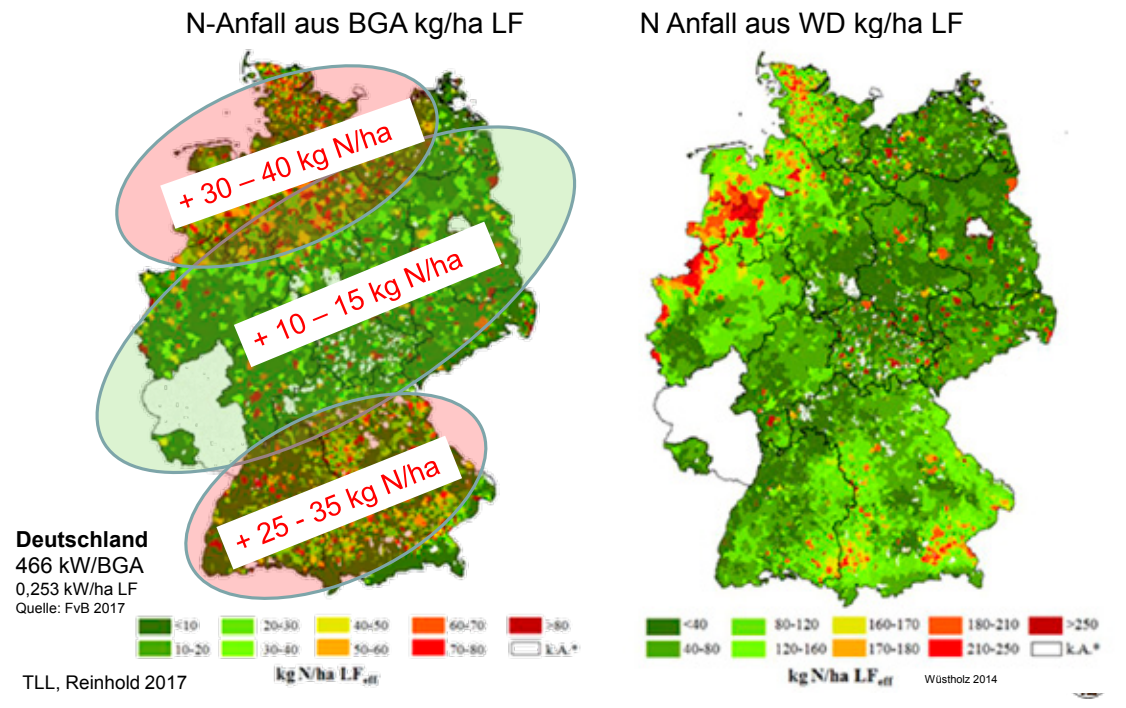 N-Anfall aus BGA kg/ha LF
N Anfall aus WD kg/ha LF
+ 30 – 40 kg N/ha
+ 10 – 15 kg N/ha
+ 25 - 35 kg N/ha
Deutschland
466 kW/BGA
0,253 kW/ha LF
Quelle: FvB 2017
<10 20-30 40-50 60-70 >80
10-20 30-40 50-60 70-80 k.A.*
kg N/ha LFeff
TLL, Reinhold 2017
<40 80-120 160-170 180-210 >250
40-80 120-160 170-180 210-250 k.A.*
kg N/ha LFeff
Wüstholz 2014